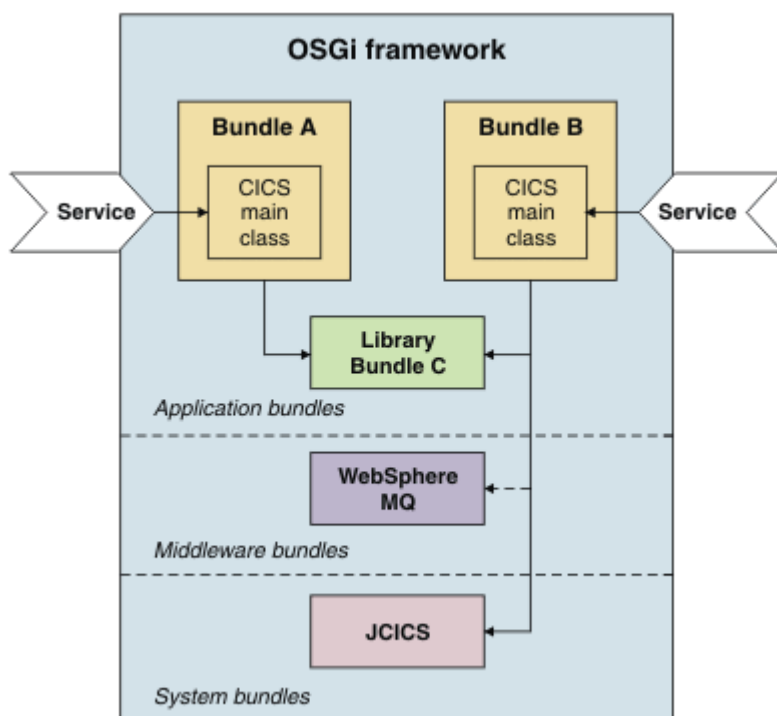 OSGi framework
Bundle A
Bundle B
CICS
main
class
CICS
main
class
Service
Service
Library
Bundle C
Application bundles
WebSphere
MQ
Middleware bundles
JCICS
System bundles